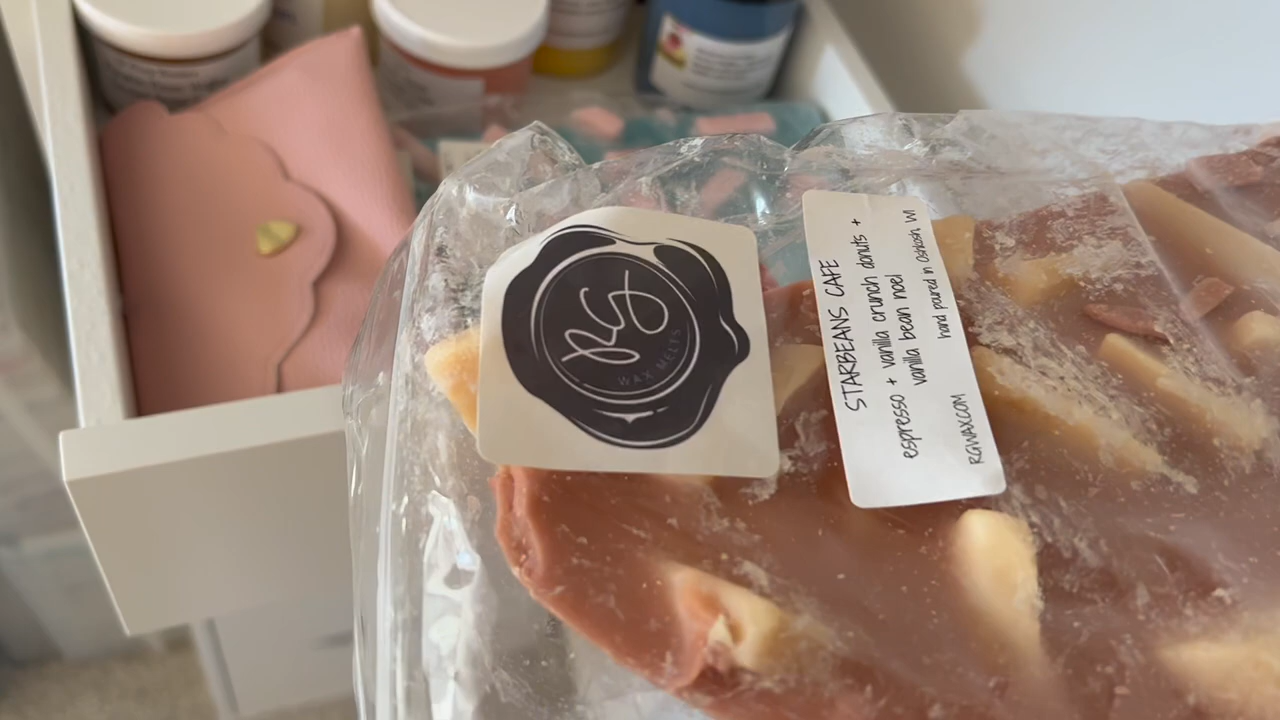 RG
WAX MELTS
STARBEANS CAFE
espresso + vanilla crunch donuts +
vanilla bean noel
RGWAX.COM hand poured in Oshkosh, WI